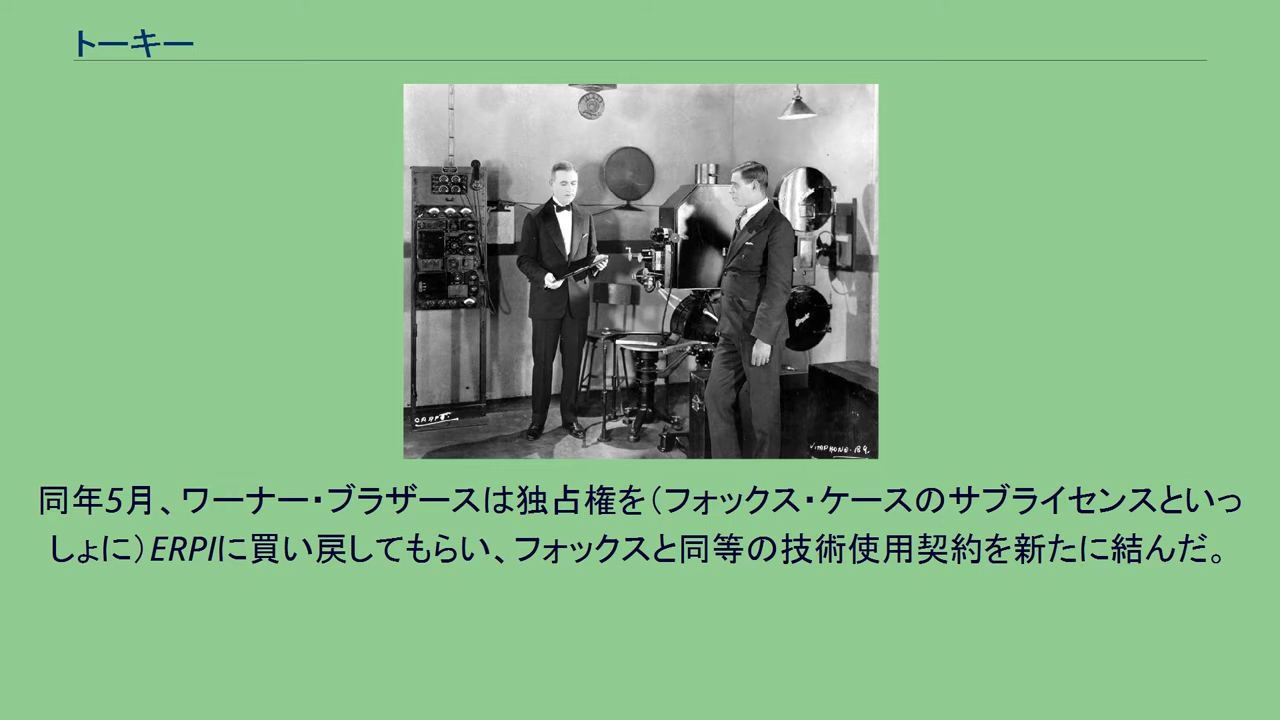 トーキー
DRAFT.
VITAPHONE-189.
同年5月、ワーナー・ブラザースは独占権を（フォックス・ケースのサブライセンスといっ
しょに）ERPIに買い戻してもらい、フォックスと同等の技術使用契約を新たに結んだ。